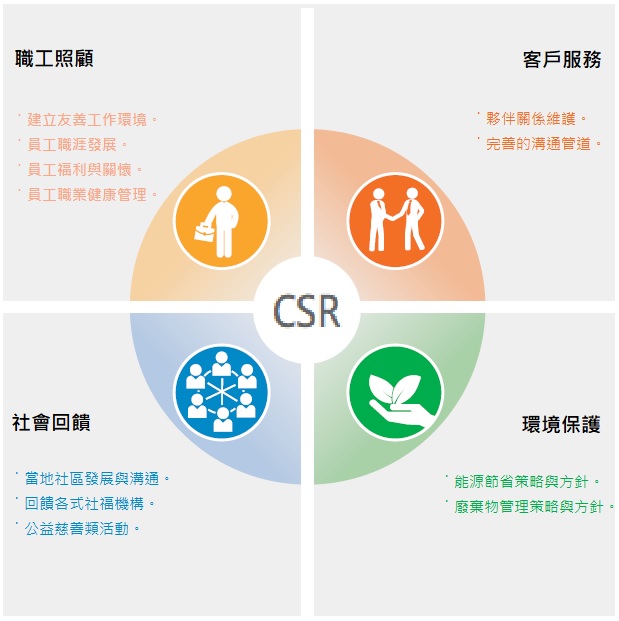 職工照顧
· 建立友善工作環境。
· 員工職涯發展。
· 員工福利與關懷。
· 員工職業健康管理。
客戶服務
· 夥伴關係維護。
· 完善的溝通管道。
CSR
社會回饋
· 當地社區發展與溝通。
· 回饋各式社福機構。
· 公益慈善類活動。
環境保護
· 能源節省策略與方針。
· 廢棄物管理策略與方針。